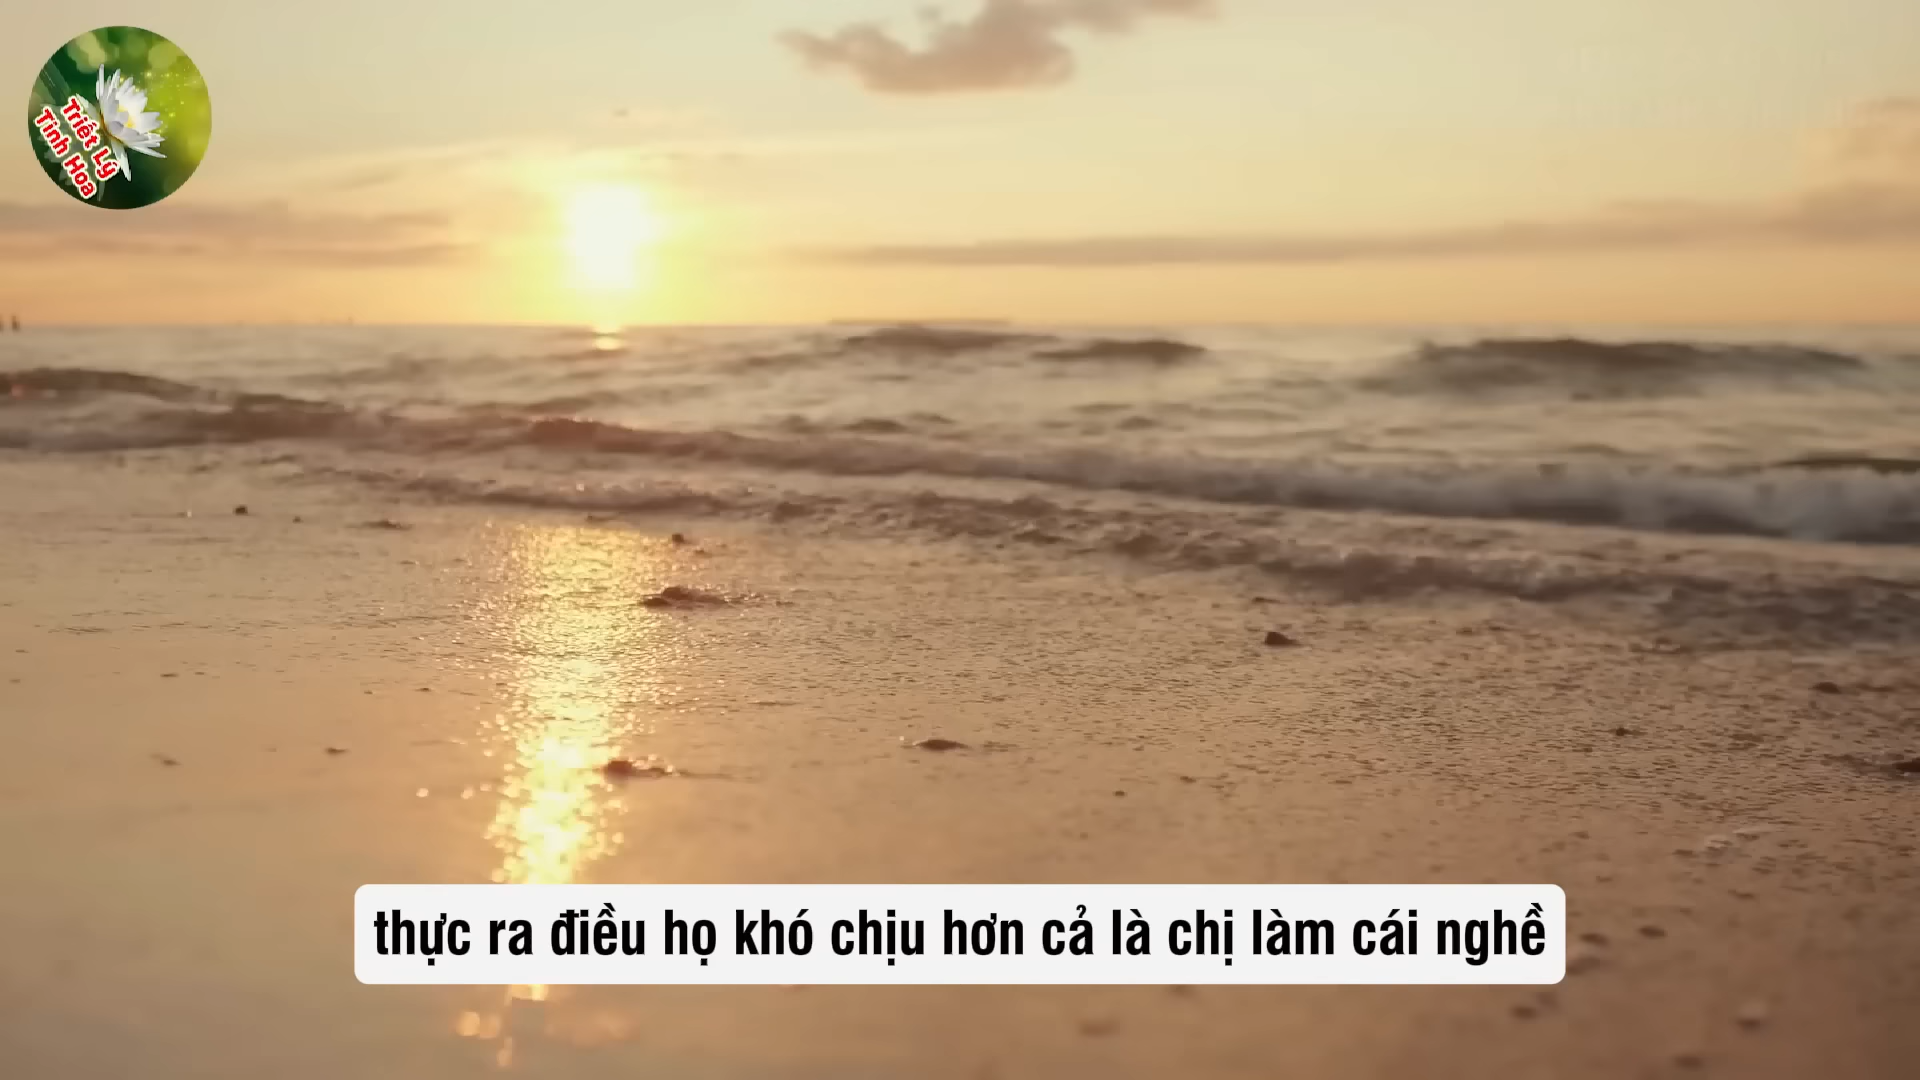 Triết Lý
Tinh Hoa
thực ra điều họ khó chịu hơn cả là chị làm cái nghề